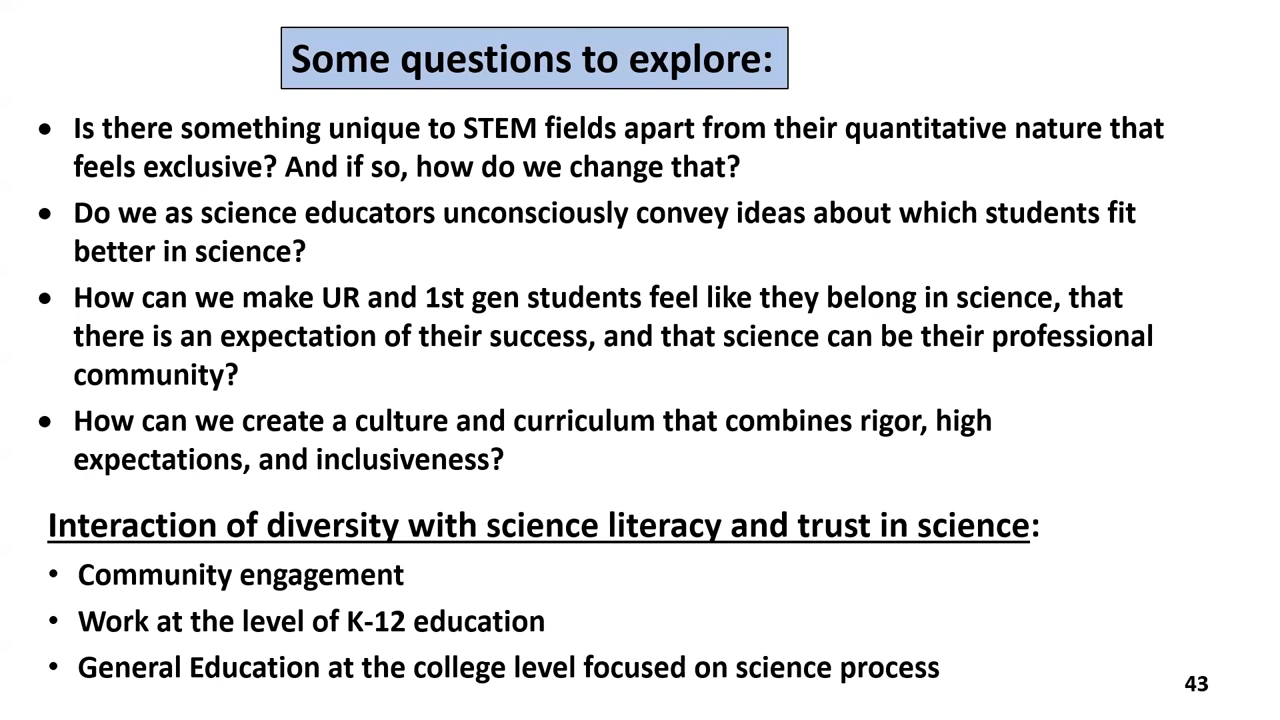 Some questions to explore:
• Is there something unique to STEM fields apart from their quantitative nature that
feels exclusive? And if so, how do we change that?
• Do we as science educators unconsciously convey ideas about which students fit
better in science?
• How can we make UR and 1st gen students feel like they belong in science, that
there is an expectation of their success, and that science can be their professional
community?
• How can we create a culture and curriculum that combines rigor, high
expectations, and inclusiveness?
Interaction of diversity with science literacy and trust in science:
• Community engagement
• Work at the level of K-12 education
• General Education at the college level focused on science process
43